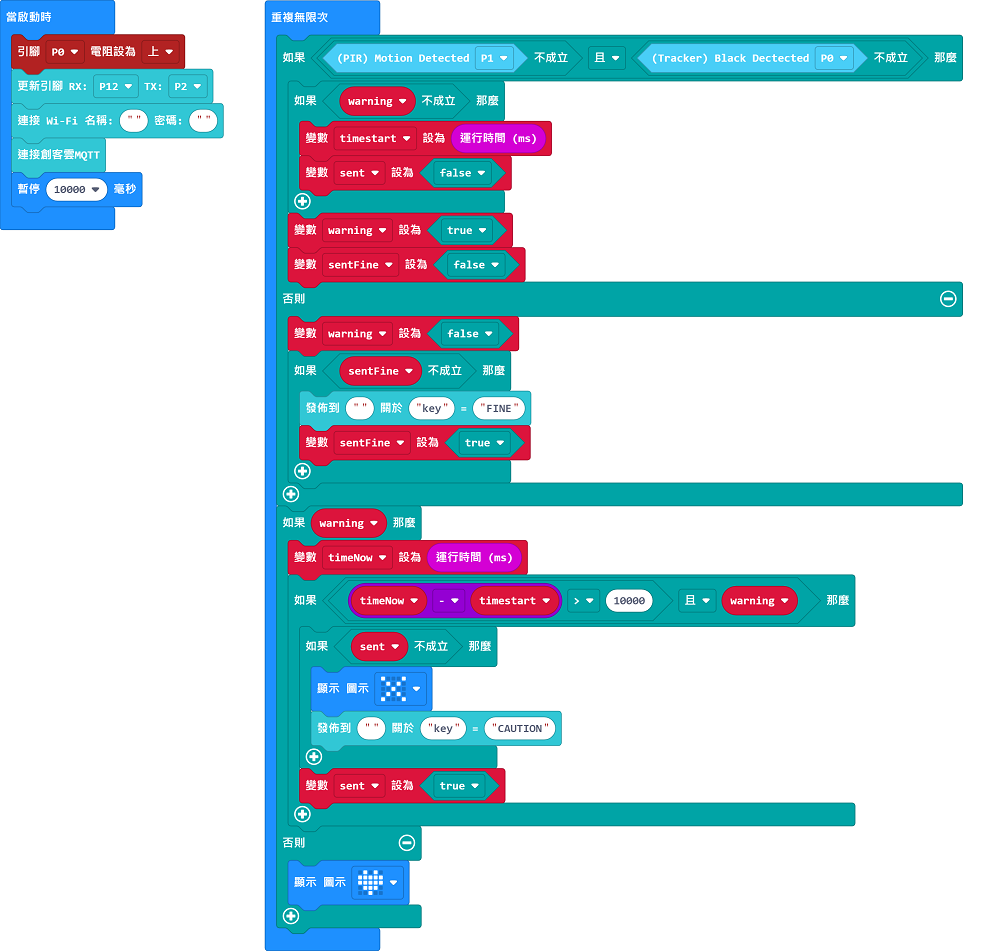 當啟動時
引腳 P0 電阻設為 上
更新引腳 RX: P12 TX: P2
連接 Wi-Fi 名稱: " " 密碼: " "
連接創客雲MQTT
暫停 10000 毫秒
重複無限次
如果 (PIR) Motion Detected P1 不成立 且 (Tracker) Black Dectected P0 不成立 那麼
如果 warning 不成立 那麼
變數 timestart 設為 運行時間 (ms)
變數 sent 設為 false
變數 warning 設為 true
變數 sentFine 設為 false
否則
變數 warning 設為 false
如果 sentFine 不成立 那麼
發佈到 " " 關於 "key" = "FINE"
變數 sentFine 設為 true
如果 warning 那麼
變數 timeNow 設為 運行時間 (ms)
如果 timeNow - timestart > 10000 且 warning 那麼
如果 sent 不成立 那麼
顯示 圖示
發佈到 " " 關於 "key" = "CAUTION"
變數 sent 設為 true
否則
顯示 圖示